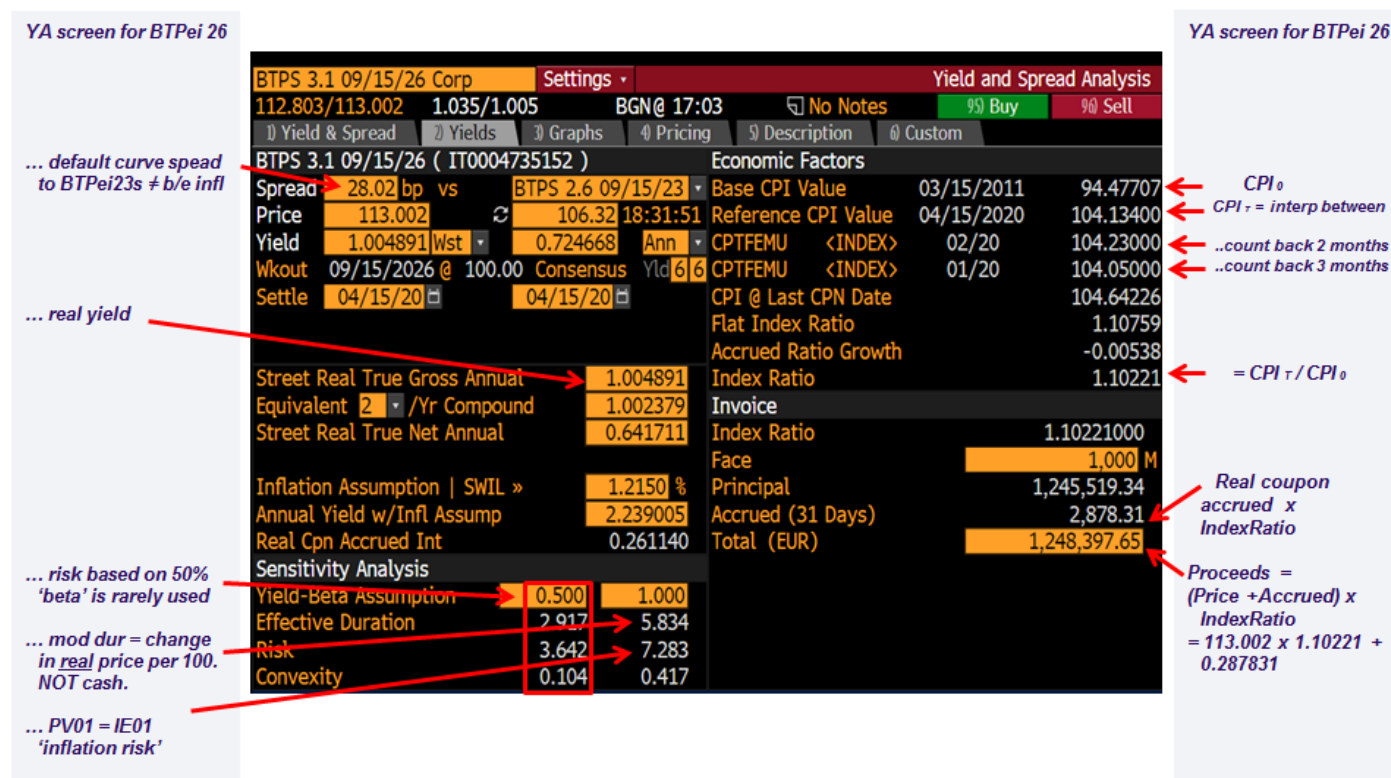 YA screen for BTPei 26
YA screen for BTPei 26
BTPS 3.1 09/15/26 Corp Settings Yield and Spread Analysis
112.803/113.002 1.035/1.005 BGN@ 17:03 No Notes 95) Buy 96) Sell
1) Yield & Spread 2) Yields 3) Graphs 4) Pricing 5) Description 6) Custom
BTPS 3.1 09/15/26 ( IT0004735152 ) Economic Factors
… default curve spead
to BTPei23s ≠ b/e infl
Spread 28.02 bp vs BTPS 2.6 09/15/23 Base CPI Value 03/15/2011 94.47707
CPI 0
Price 113.002 106.32 18:31:51 Reference CPI Value 04/15/2020 104.13400
CPI T = interp between
Yield 1.004891 Wst 0.724668 Ann CPTFEMU <INDEX> 02/20 104.23000
..count back 2 months
Wkout 09/15/2026 @ 100.00 Consensus Yld 6 6 CPTFEMU <INDEX> 01/20 104.05000
..count back 3 months
Settle 04/15/20 04/15/20 CPI @ Last CPN Date 104.64226
… real yield
Flat Index Ratio 1.10759
Accrued Ratio Growth -0.00538
Street Real True Gross Annual 1.004891 Index Ratio 1.10221
= CPI T / CPI 0
Equivalent 2 /Yr Compound 1.002379 Invoice
Street Real True Net Annual 0.641711 Index Ratio 1.10221000
Face 1,000 M
Inflation Assumption | SWIL » 1.2150 % Principal 1,245,519.34
Annual Yield w/Infl Assump 2.239005 Accrued (31 Days) 2,878.31
Real Cpn Accrued Int 0.261140 Total (EUR) 1,248,397.65
Real coupon
accrued x
IndexRatio
Sensitivity Analysis
Yield-Beta Assumption 0.500 1.000
Effective Duration 2.917 5.834
Risk 3.642 7.283
Convexity 0.104 0.417
… risk based on 50%
‘beta’ is rarely used
… mod dur = change
in real price per 100.
NOT cash.
… PV01 = IE01
‘inflation risk’
Proceeds =
(Price +Accrued) x
IndexRatio
= 113.002 x 1.10221 +
0.287831